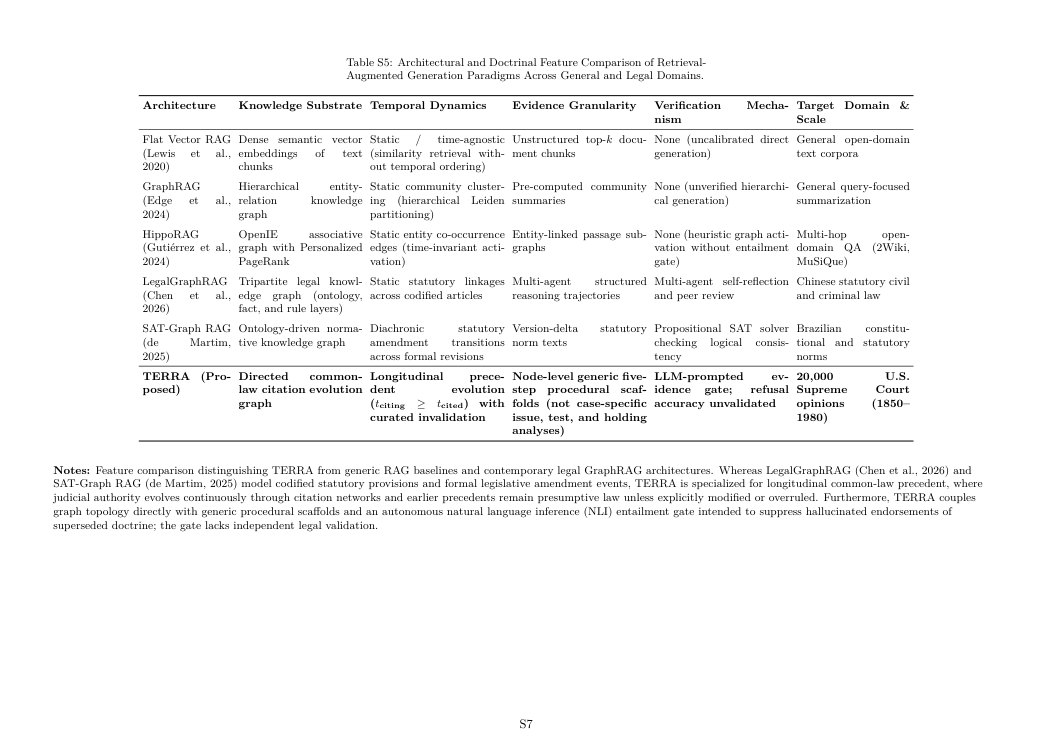 Table S5: Architectural and Doctrinal Feature Comparison of Retrieval-
Augmented Generation Paradigms Across General and Legal Domains.
Architecture Knowledge Substrate Temporal Dynamics Evidence Granularity Verification Mecha- Target Domain &
nism Scale
Flat Vector RAG Dense semantic vector Static / time-agnostic Unstructured top-k docu- None (uncalibrated direct General open-domain
(Lewis et al., embeddings of text (similarity retrieval with- ment chunks generation) text corpora
2020) chunks out temporal ordering)
GraphRAG Hierarchical entity- Static community cluster- Pre-computed community None (unverified hierarchi- General query-focused
(Edge et al., relation knowledge ing (hierarchical Leiden summaries cal generation) summarization
2024) graph partitioning)
HippoRAG OpenIE associative Static entity co-occurrence Entity-linked passage sub- None (heuristic graph acti- Multi-hop open-
(Gutiérrez et al., graph with Personalized edges (time-invariant acti- graphs vation without entailment domain QA (2Wiki,
2024) PageRank vation) gate) MuSiQue)
LegalGraphRAG Tripartite legal knowl- Static statutory linkages Multi-agent structured Multi-agent self-reflection Chinese statutory civil
(Chen et al., edge graph (ontology, across codified articles reasoning trajectories and peer review and criminal law
2026) fact, and rule layers)
SAT-Graph RAG Ontology-driven norma- Diachronic statutory Version-delta statutory Propositional SAT solver Brazilian constitu-
(de Martim, tive knowledge graph amendment transitions norm texts checking logical consis- tional and statutory
2025) across formal revisions tency norms
TERRA (Pro- Directed common- Longitudinal prece- Node-level generic five- LLM-prompted ev- 20,000 U.S.
posed) law citation evolution dent evolution step procedural scaf- idence gate; refusal Supreme Court
graph (t_citing ≥ t_cited) with folds (not case-specific accuracy unvalidated opinions (1850–
curated invalidation issue, test, and holding 1980)
analyses)
Notes: Feature comparison distinguishing TERRA from generic RAG baselines and contemporary legal GraphRAG architectures. Whereas LegalGraphRAG (Chen et al., 2026) and
SAT-Graph RAG (de Martim, 2025) model codified statutory provisions and formal legislative amendment events, TERRA is specialized for longitudinal common-law precedent, where
judicial authority evolves continuously through citation networks and earlier precedents remain presumptive law unless explicitly modified or overruled. Furthermore, TERRA couples
graph topology directly with generic procedural scaffolds and an autonomous natural language inference (NLI) entailment gate intended to suppress hallucinated endorsements of
superseded doctrine; the gate lacks independent legal validation.
S7